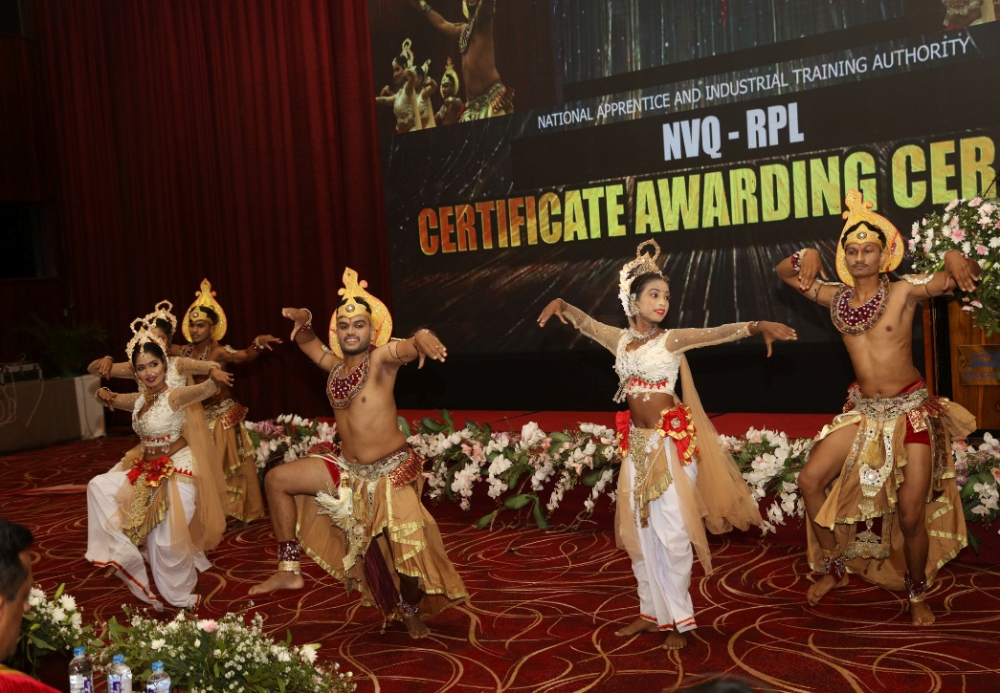 NATIONAL APPRENTICE AND INDUSTRIAL TRAINING AUTHORITY
NVQ - RPL
CERTIFICATE AWARDING CER